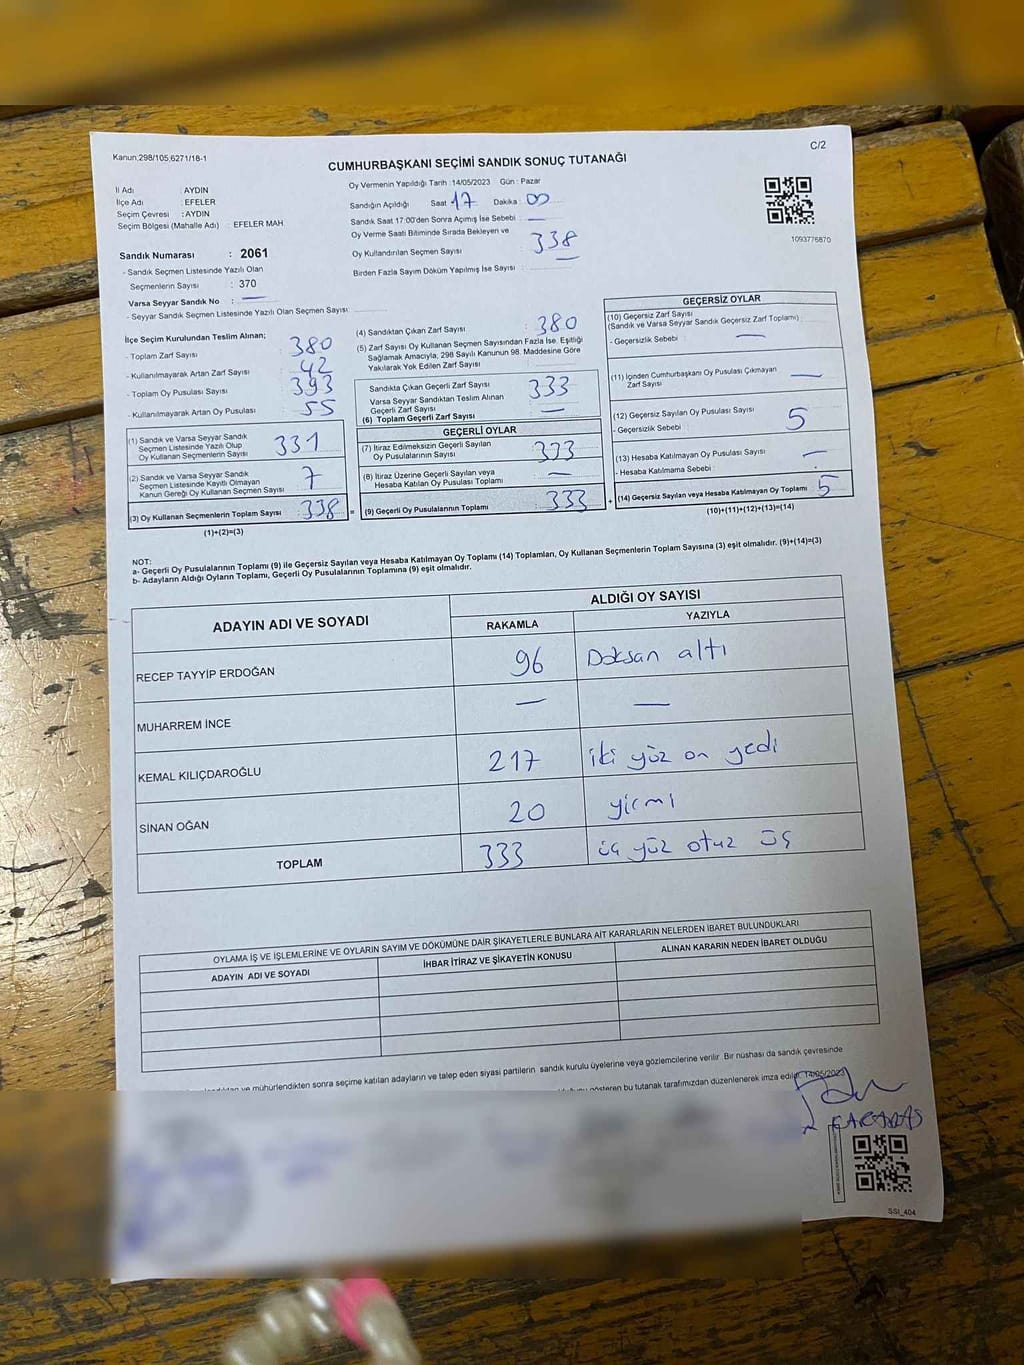 Kanun,298/105,6271/18-1
C/2
CUMHURBAŞKANI SEÇİMİ SANDIK SONUÇ TUTANAĞI
İl Adı : AYDIN
İlçe Adı : EFELER
Seçim Çevresi : AYDIN
Seçim Bölgesi (Mahalle Adı) : EFELER MAH
Oy Vermenin Yapıldığı Tarih :14/05/2023 Gün : Pazar
Sandığın Açıldığı Saat 17 Dakika : 00
Sandık Saat 17:00'den Sonra Açımış İse Sebebi : —
Oy Verme Saati Bitiminde Sırada Bekleyen ve
Oy Kullandırılan Seçmen Sayısı 338
Birden Fazla Sayım Döküm Yapılmış İse Sayısı : —
1093776870
Sandık Numarası : 2061
- Sandık Seçmen Listesinde Yazılı Olan
Seçmenlerin Sayısı : 370
Varsa Seyyar Sandık No : —
- Seyyar Sandık Seçmen Listesinde Yazılı Olan Seçmen Sayısı:
İlçe Seçim Kurulundan Teslim Alınan;
- Toplam Zarf Sayısı 380
- Kullanılmayarak Artan Zarf Sayısı 42
- Toplam Oy Pusulası Sayısı 393
- Kullanılmayarak Artan Oy Pusulası 55
(1) Sandık ve Varsa Seyyar Sandık
Seçmen Listesinde Yazılı Olup
Oy Kullanan Seçmenlerin Sayısı 331
(2) Sandık ve Varsa Seyyar Sandık
Seçmen Listesinde Kayıtlı Olmayan
Kanun Gereği Oy Kullanan Seçmen Sayısı 7
(3) Oy Kullanan Seçmenlerin Toplam Sayısı : 338 =
(1)+(2)=(3)
(4) Sandıktan Çıkan Zarf Sayısı : 380
(5) Zarf Sayısı Oy Kullanan Seçmen Sayısından Fazla İse, Eşitliği
Sağlamak Amacıyla, 298 Sayılı Kanunun 98. Maddesine Göre
Yakılarak Yok Edilen Zarf Sayısı
Sandıkta Çıkan Geçerli Zarf Sayısı 333
Varsa Seyyar Sandıktan Teslim Alınan
Geçerli Zarf Sayısı —
(6) Toplam Geçerli Zarf Sayısı
GEÇERLİ OYLAR
(7) İtiraz Edilmeksizin Geçerli Sayılan
Oy Pusulalarının Sayısı 333
(8) İtiraz Üzerine Geçerli Sayılan veya
Hesaba Katılan Oy Pusulası Toplamı —
(9) Geçerli Oy Pusulalarının Toplamı 333 +
GEÇERSİZ OYLAR
(10) Geçersiz Zarf Sayısı
(Sandık ve Varsa Seyyar Sandık Geçersiz Zarf Toplamı) :
- Geçersizlik Sebebi : —
(11) İçinden Cumhurbaşkanı Oy Pusulası Çıkmayan
Zarf Sayısı —
(12) Geçersiz Sayılan Oy Pusulası Sayısı 5
- Geçersizlik Sebebi :
(13) Hesaba Katılmayan Oy Pusulası Sayısı —
- Hesaba Katılmama Sebebi :
(14) Geçersiz Sayılan veya Hesaba Katılmayan Oy Toplamı 5
(10)+(11)+(12)+(13)=(14)
NOT:
a- Geçerli Oy Pusulalarının Toplamı (9) ile Geçersiz Sayılan veya Hesaba Katılmayan Oy Toplamı (14) Toplamları, Oy Kullanan Seçmenlerin Toplam Sayısına (3) eşit olmalıdır. (9)+(14)=(3)
b- Adayların Aldığı Oyların Toplamı, Geçerli Oy Pusulalarının Toplamına (9) eşit olmalıdır.
ADAYIN ADI VE SOYADI
ALDIĞI OY SAYISI
RAKAMLA YAZIYLA
RECEP TAYYİP ERDOĞAN 96 Doksan altı
MUHARREM İNCE — —
KEMAL KILIÇDAROĞLU 217 iki yüz on yedi
SİNAN OĞAN 20 yirmi
TOPLAM 333 üç yüz otuz üç
OYLAMA İŞ VE İŞLEMLERİNE VE OYLARIN SAYIM VE DÖKÜMÜNE DAİR ŞİKAYETLERLE BUNLARA AİT KARARLARIN NELERDEN İBARET BULUNDUKLARI
ADAYIN ADI VE SOYADI İHBAR İTİRAZ VE ŞİKAYETİN KONUSU ALINAN KARARIN NEDEN İBARET OLDUĞU
ve mühürlendikten sonra seçime katılan adayların ve talep eden siyasi partilerin sandık kurulu üyelerine veya gözlemcilerine verilir. Bir nüshası da sandık çevresinde
gösteren bu tutanak tarafımızdan düzenlenerek imza edildi. 14/05/2023
SSI_404